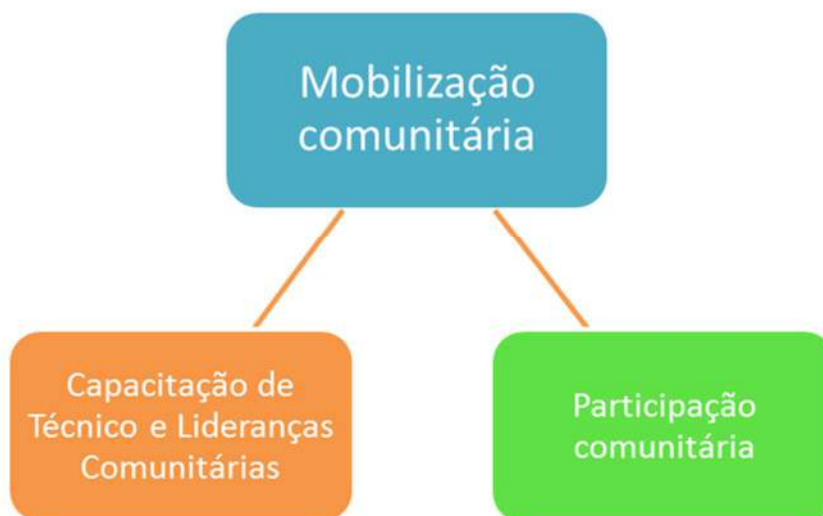 Mobilização
comunitária
Capacitação de
Técnico e Lideranças
Comunitárias
Participação
comunitária